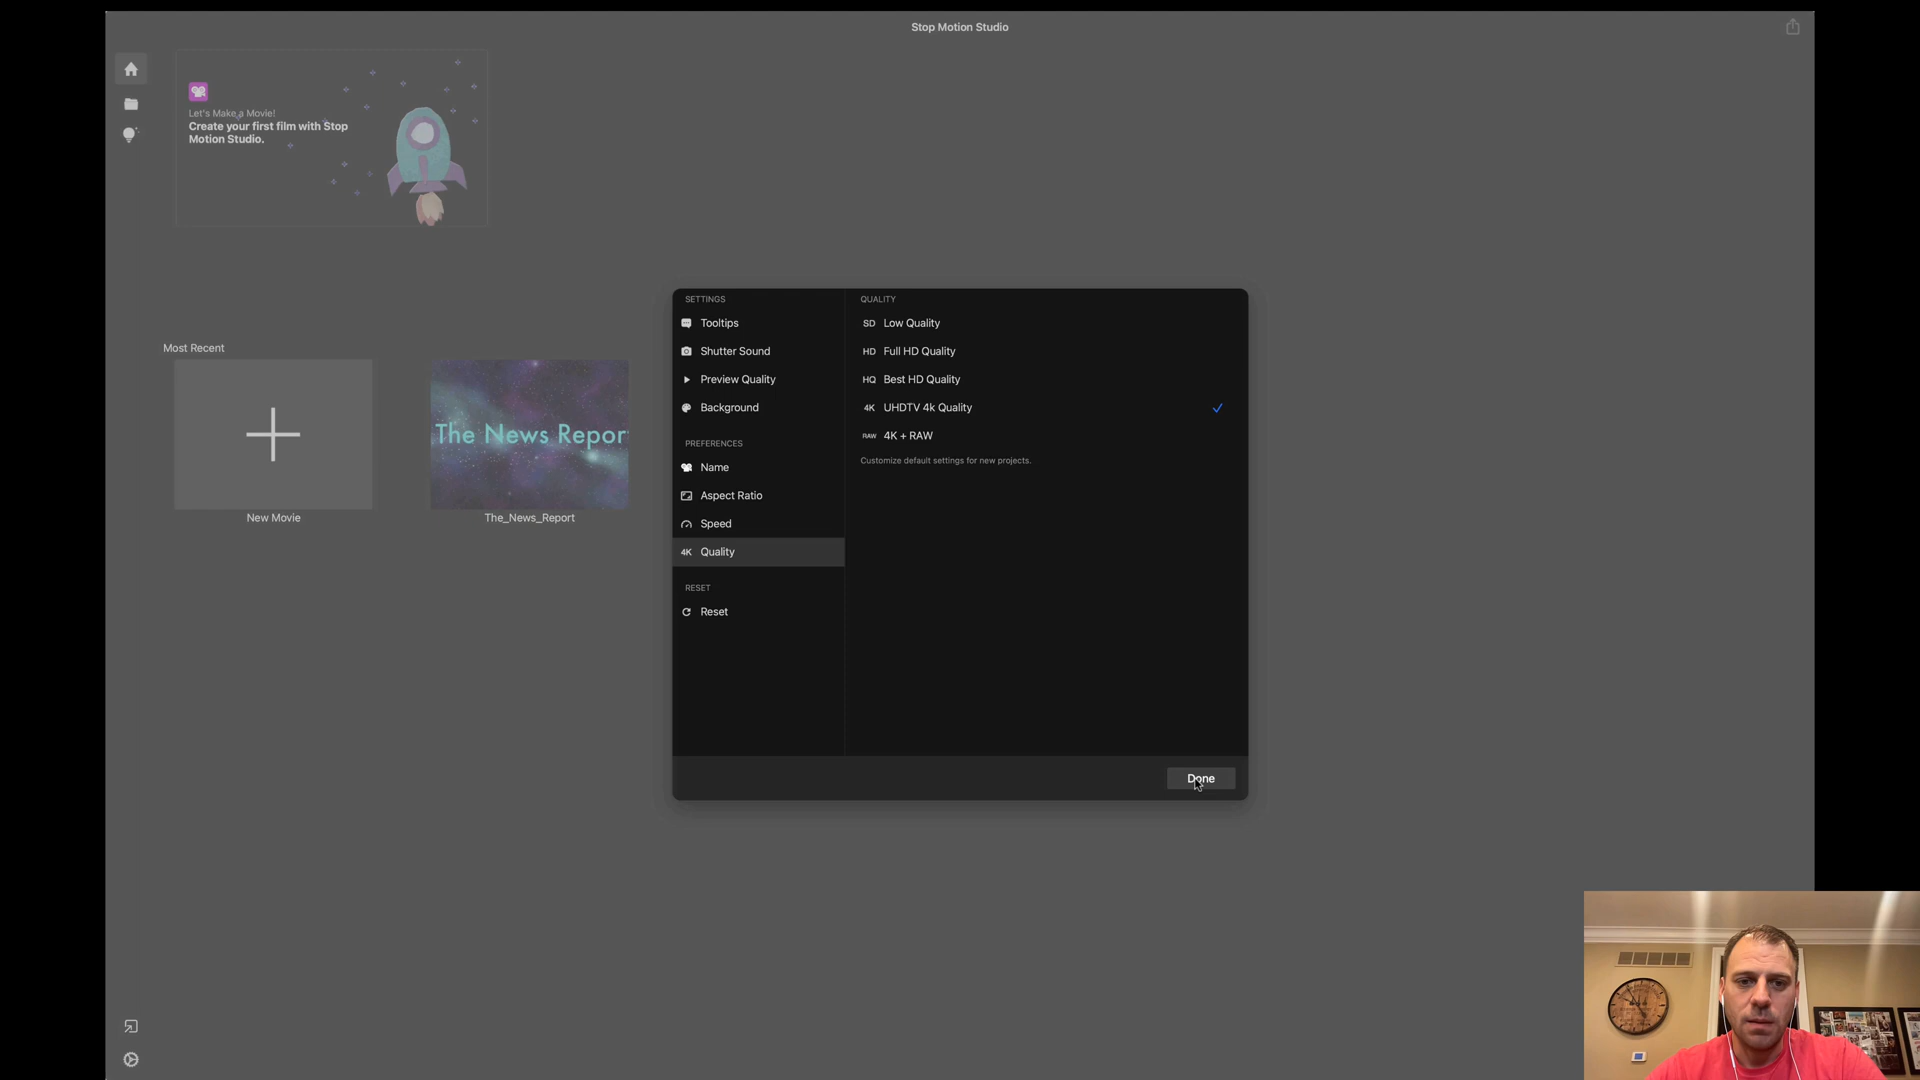 Stop Motion Studio
Let's Make a Movie!
Create your first film with Stop
Motion Studio.
Most Recent
New Movie
The News Repor
The_News_Report
SETTINGS
Tooltips
Shutter Sound
Preview Quality
Background
PREFERENCES
Name
Aspect Ratio
Speed
4K Quality
RESET
Reset
QUALITY
SD Low Quality
HD Full HD Quality
HQ Best HD Quality
4K UHDTV 4k Quality
RAW 4K + RAW
Customize default settings for new projects.
Done